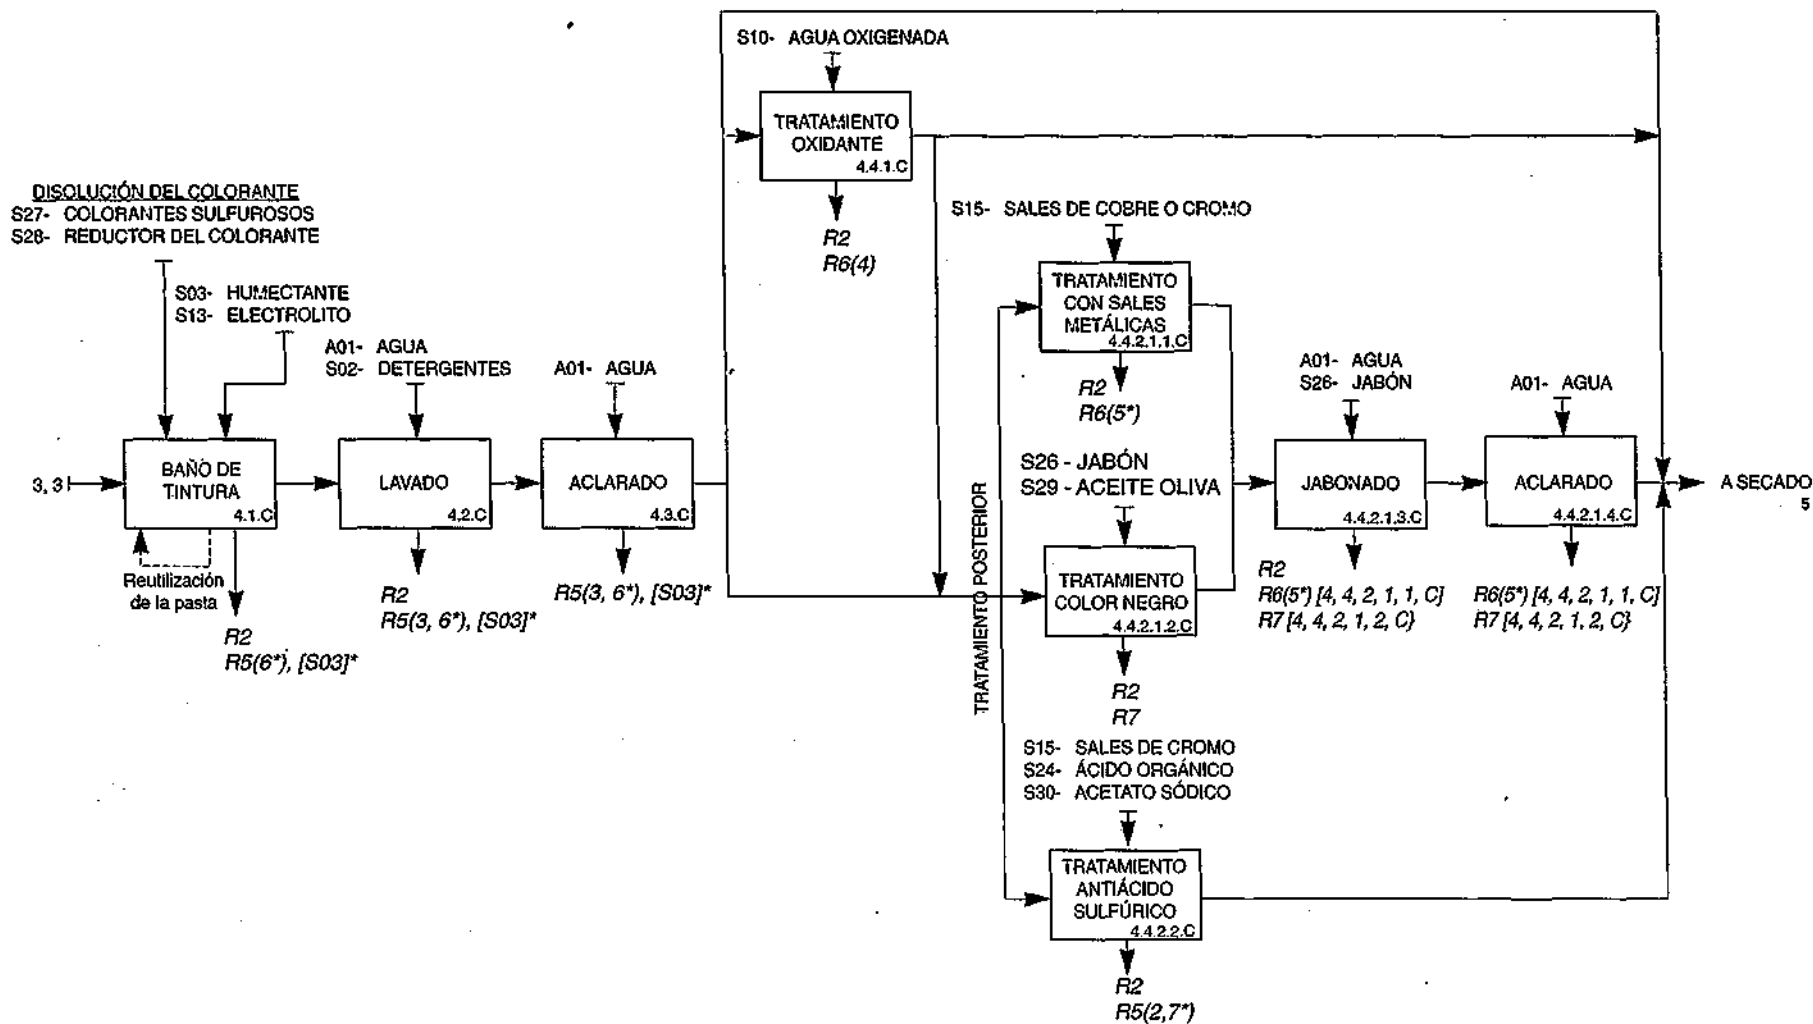 S10- AGUA OXIGENADA
TRATAMIENTO
OXIDANTE
4.4.1.C
R2
R6(4)
DISOLUCIÓN DEL COLORANTE
S27- COLORANTES SULFUROSOS
S28- REDUCTOR DEL COLORANTE
S03- HUMECTANTE
S13- ELECTROLITO
A01- AGUA
S02- DETERGENTES
A01- AGUA
3, 3
BAÑO DE
TINTURA
4.1.C
Reutilización
de la pasta
R2
R5(6*), [S03]*
LAVADO
4.2.C
R2
R5(3, 6*), [S03]*
ACLARADO
4.3.C
R5(3, 6*), [S03]*
TRATAMIENTO POSTERIOR
S15- SALES DE COBRE O CROMO
TRATAMIENTO
CON SALES
METÁLICAS
4.4.2.1.1.C
R2
R6(5*)
S26 - JABÓN
S29 - ACEITE OLIVA
TRATAMIENTO
COLOR NEGRO
4.4.2.1.2.C
R2
R7
S15- SALES DE CROMO
S24- ÁCIDO ORGÁNICO
S30- ACETATO SÓDICO
TRATAMIENTO
ANTIÁCIDO
SULFÚRICO
4.4.2.2.C
R2
R5(2,7*)
A01- AGUA
S26- JABÓN
JABONADO
4.4.2.1.3.C
R2
R6(5*) [4, 4, 2, 1, 1, C]
R7 [4, 4, 2, 1, 2, C}
A01- AGUA
ACLARADO
4.4.2.1.4.C
R6(5*) [4, 4, 2, 1, 1, C]
R7 [4, 4, 2, 1, 2, C}
A SECADO
5